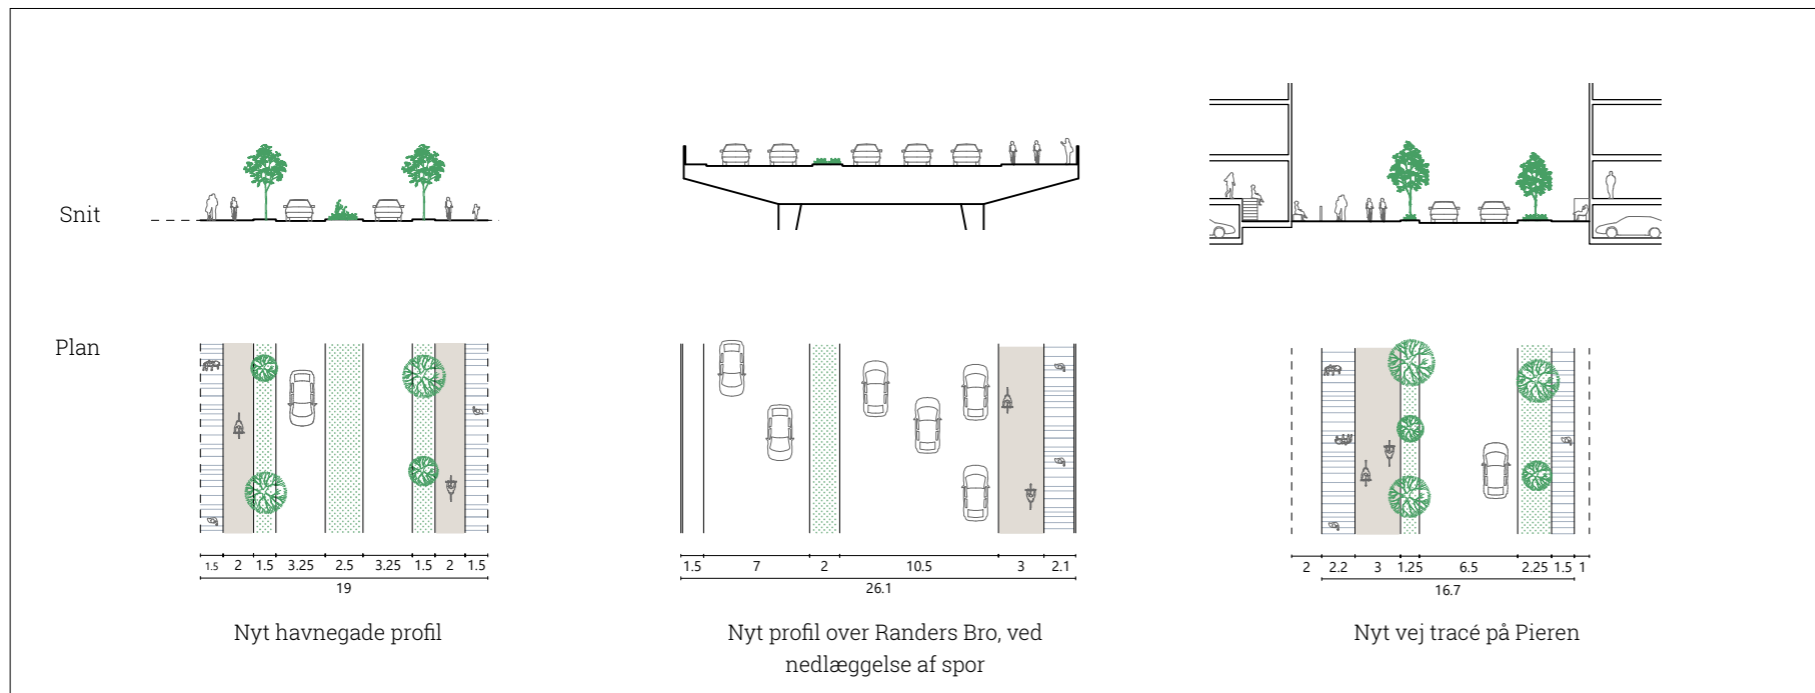 Snit
Plan
1.5 2 1.5 3.25 2.5 3.25 1.5 2 1.5
19
1.5 7 2 10.5 3 2.1
26.1
2 2.2 3 1.25 6.5 2.25 1.5 1
16.7
Nyt havnegade profil
Nyt profil over Randers Bro, ved
nedlæggelse af spor
Nyt vej tracé på Pieren